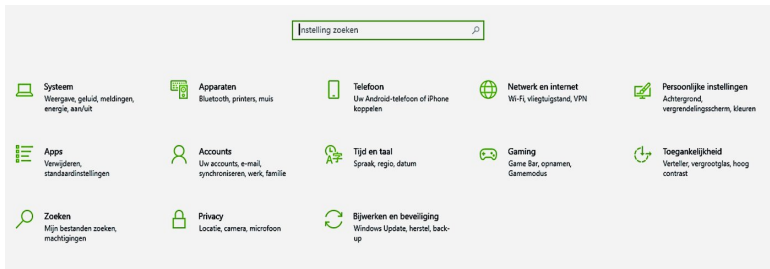 Instelling zoeken
Systeem
Weergave, geluid, meldingen,
energie, aan/uit
Apparaten
Bluetooth, printers, muis
Telefoon
Uw Android-telefoon of iPhone
koppelen
Netwerk en internet
Wi-Fi, vliegtuigstand, VPN
Persoonlijke instellingen
Achtergrond,
vergrendelingsscherm, kleuren
Apps
Verwijderen,
standaardinstellingen
Accounts
Uw accounts, e-mail,
synchroniseren, werk, familie
Tijd en taal
Spraak, regio, datum
Gaming
Game Bar, opnamen,
Gamemodus
Toegankelijkheid
Verteller, vergrootglas, hoog
contrast
Zoeken
Mijn bestanden zoeken,
machtigingen
Privacy
Locatie, camera, microfoon
Bijwerken en beveiliging
Windows Update, herstel, back-
up